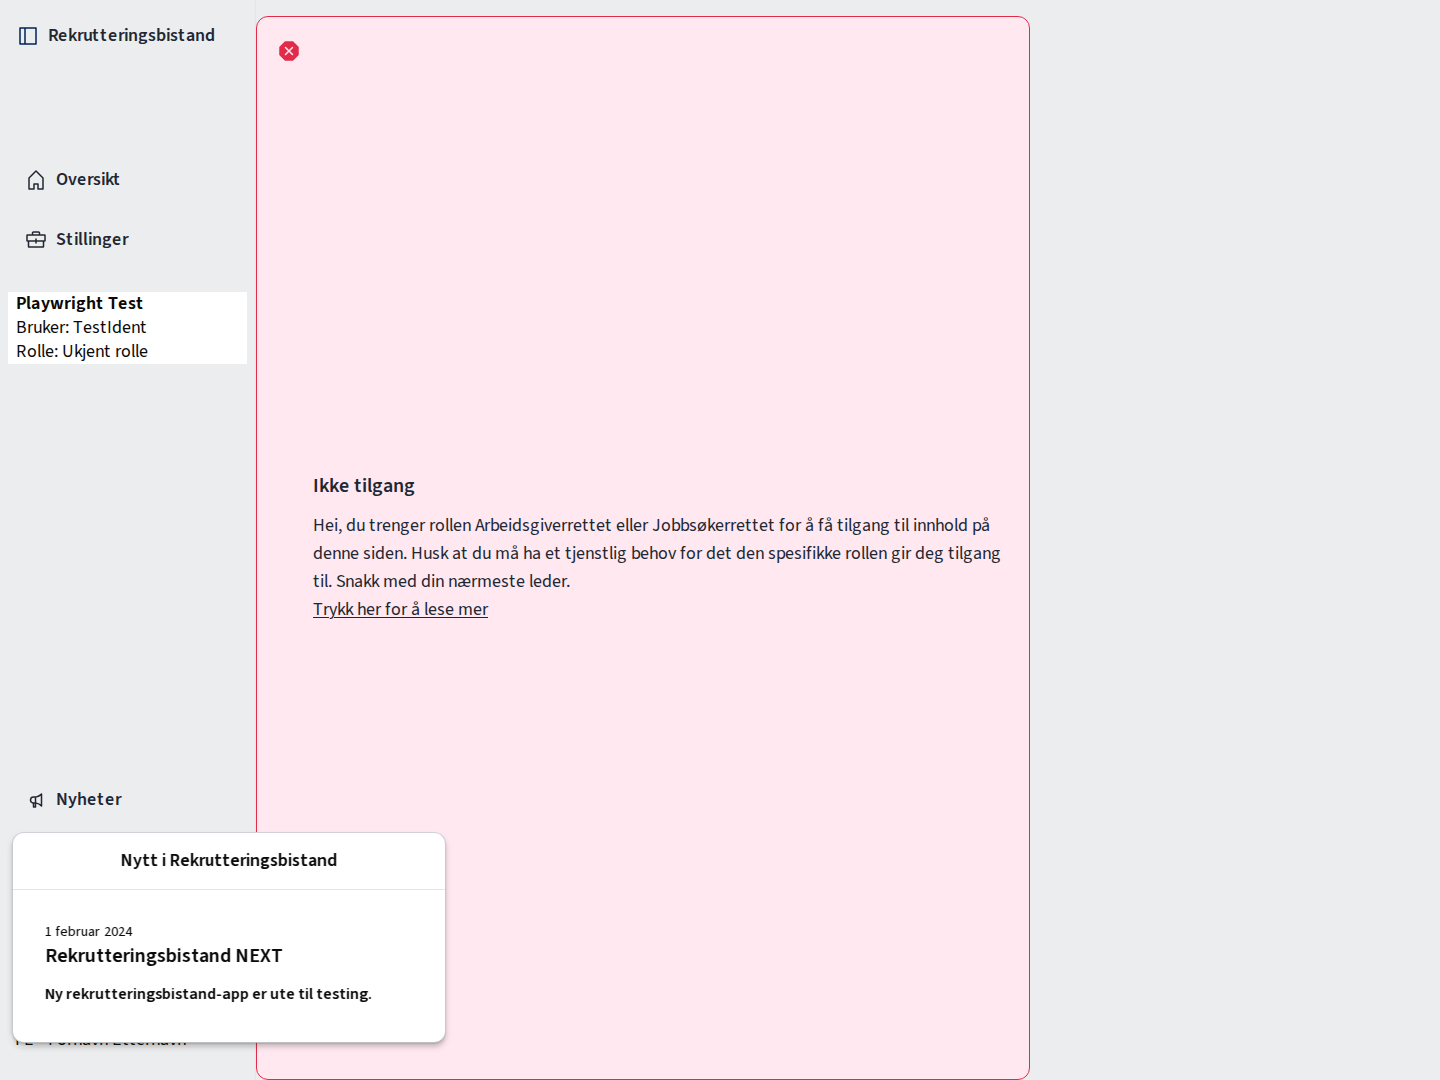 Rekrutteringsbistand
Oversikt
Stillinger
Playwright Test
Bruker: TestIdent
Rolle: Ukjent rolle
Ikke tilgang
Hei, du trenger rollen Arbeidsgiverrettet eller Jobbsøkerrettet for å få tilgang til innhold på
denne siden. Husk at du må ha et tjenstlig behov for det den spesifikke rollen gir deg tilgang
til. Snakk med din nærmeste leder.
Trykk her for å lese mer
Nyheter
Nytt i Rekrutteringsbistand
1 februar 2024
Rekrutteringsbistand NEXT
Ny rekrutteringsbistand-app er ute til testing.